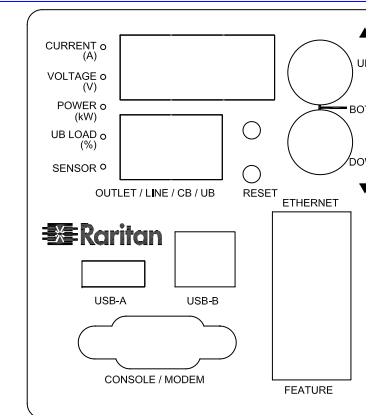 CURRENT
(A)
VOLTAGE
(V)
POWER
(kW)
UB LOAD
(%)
SENSOR
OUTLET / LINE / CB / UB
RESET
ETHERNET
Raritan
USB-A
USB-B
CONSOLE / MODEM
FEATURE